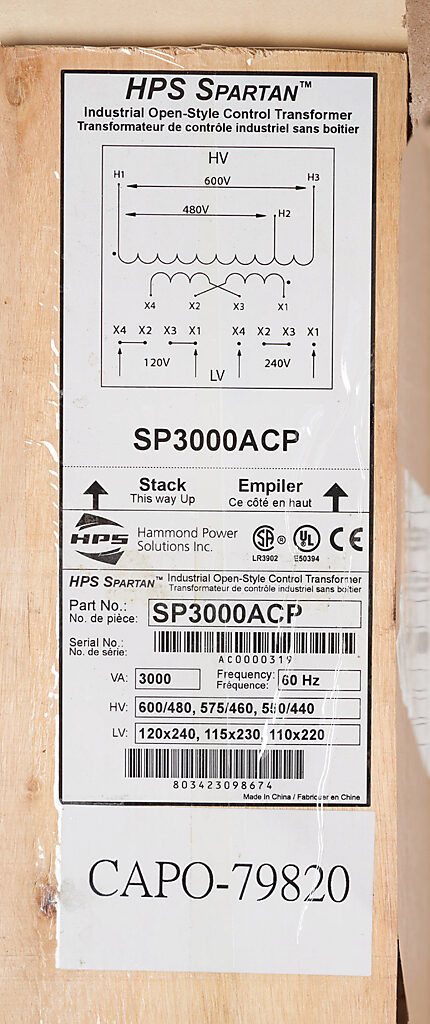 HPS SPARTAN™
Industrial Open-Style Control Transformer
Transformateur de contrôle industriel sans boîtier
HV
H1 600V H3
480V H2
X4 X2 X3 X1
X4 X2 X3 X1 X4 X2 X3 X1
120V 240V
LV
SP3000ACP
Stack Empiler
This way Up Ce côté en haut
HPS Hammond Power
Solutions Inc.
SA ® UL CE
LR3902 E50394
HPS SPARTAN™ Industrial Open-Style Control Transformer
Transformateur de contrôle industriel sans boîtier
Part No.: SP3000ACP
No. de pièce:
Serial No.:
No. de série:
AC0000319
VA: 3000 Frequency: 60 Hz
Fréquence:
HV: 600/480, 575/460, 550/440
LV: 120x240, 115x230, 110x220
803423098674
Made In China / Fabriquer en Chine
CAPO-79820